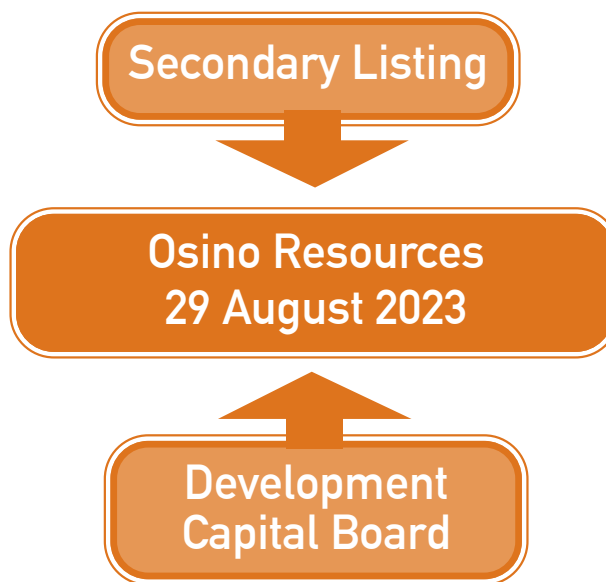 Secondary Listing
Osino Resources
29 August 2023
Development
Capital Board